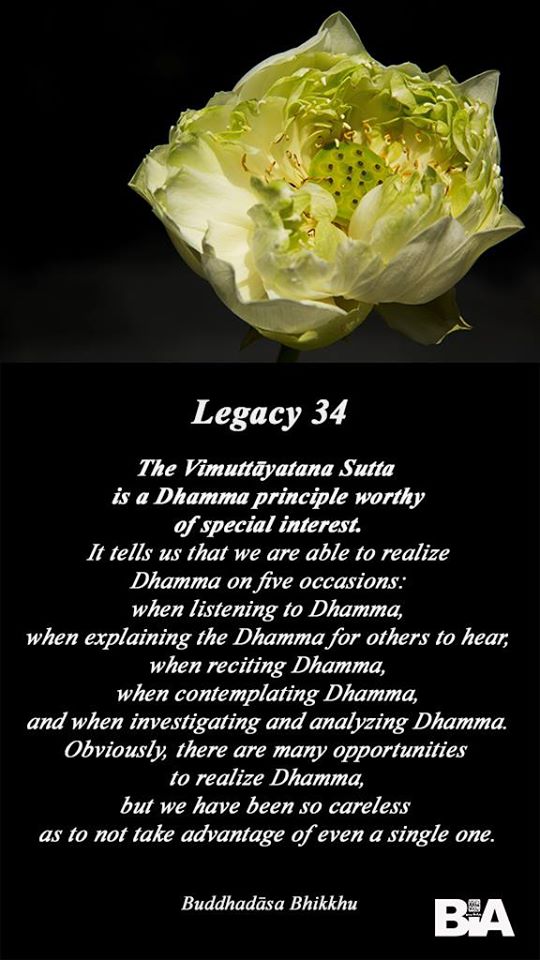 Legacy 34
The Vimuttāyatana Sutta
is a Dhamma principle worthy
of special interest.
It tells us that we are able to realize
Dhamma on five occasions:
when listening to Dhamma,
when explaining the Dhamma for others to hear,
when reciting Dhamma,
when contemplating Dhamma,
and when investigating and analyzing Dhamma.
Obviously, there are many opportunities
to realize Dhamma,
but we have been so careless
as to not take advantage of even a single one.
Buddhadāsa Bhikkhu
BiA